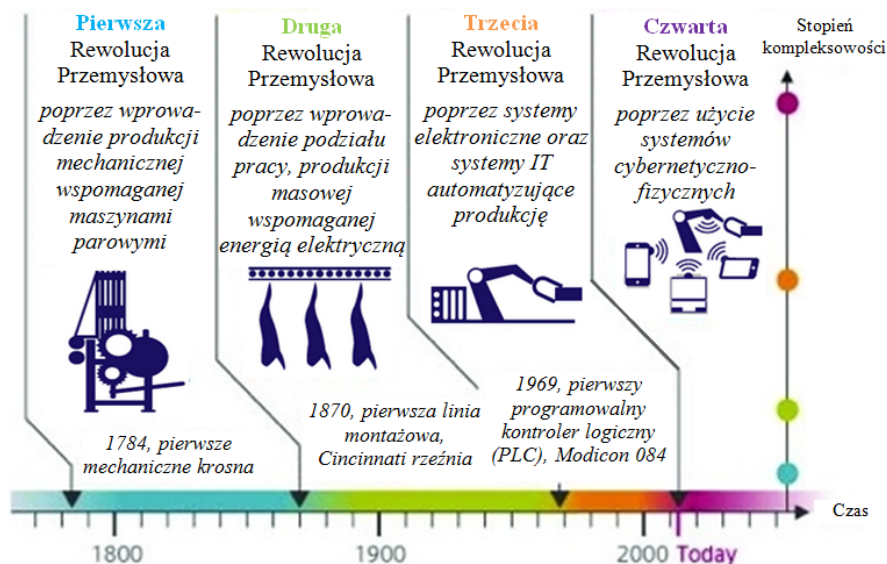 Pierwsza
Rewolucja
Przemysłowa
poprzez wprowa-
dzenie produkcji
mechanicznej
wspomaganej
maszynami
parowymi
Druga
Rewolucja
Przemysłowa
poprzez wprowa-
dzenie podziału
pracy, produkcji
masowej
wspomaganej
energią elektryczną
Trzecia
Rewolucja
Przemysłowa
poprzez systemy
elektroniczne oraz
systemy IT
automatyzujące
produkcję
Czwarta
Rewolucja
Przemysłowa
poprzez użycie
systemów
cybernetyczno-
fizycznych
Stopień
kompleksowości
1784, pierwsze
mechaniczne krosna
1870, pierwsza linia
montażowa,
Cincinnati rzeźnia
1969, pierwszy
programowalny
kontroler logiczny
(PLC), Modicon 084
Czas
1800
1900
2000
Today